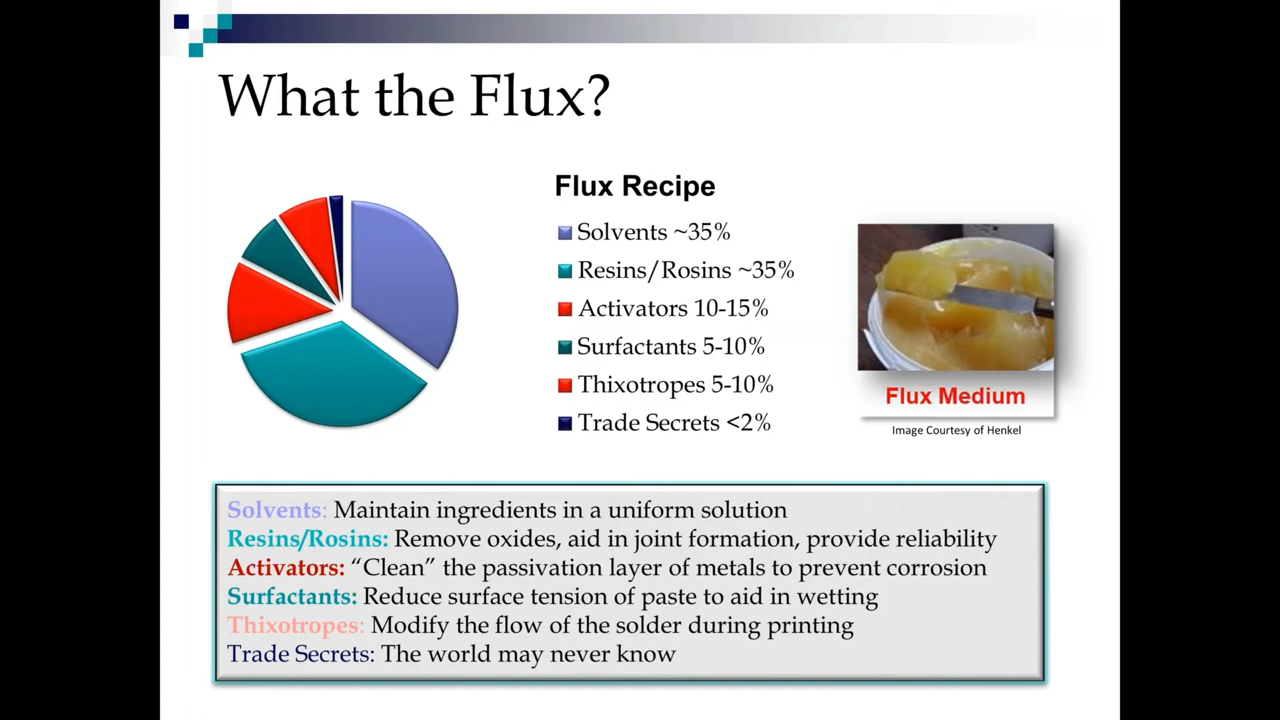 What the Flux?
Flux Recipe
Solvents ~35%
Resins/Rosins ~35%
Activators 10-15%
Surfactants 5-10%
Thixotropes 5-10%
Trade Secrets <2%
Flux Medium
Image Courtesy of Henkel
Solvents: Maintain ingredients in a uniform solution
Resins/Rosins: Remove oxides, aid in joint formation, provide reliability
Activators: “Clean” the passivation layer of metals to prevent corrosion
Surfactants: Reduce surface tension of paste to aid in wetting
Thixotropes: Modify the flow of the solder during printing
Trade Secrets: The world may never know